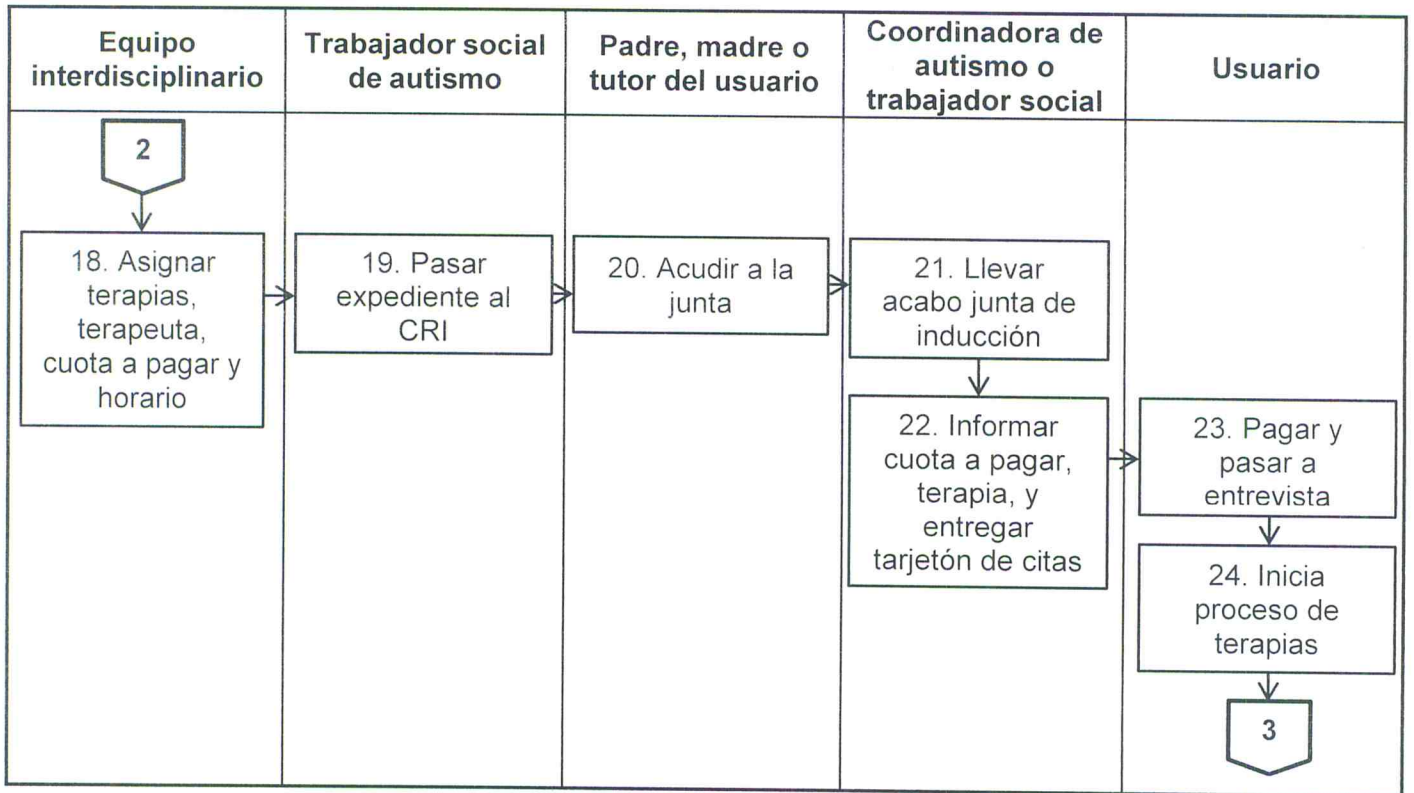 Equipo
interdisciplinario
Trabajador social
de autismo
Padre, madre o
tutor del usuario
Coordinadora de
autismo o
trabajador social
Usuario
2
18. Asignar
terapias,
terapeuta,
cuota a pagar y
horario
19. Pasar
expediente al
CRI
20. Acudir a la
junta
21. Llevar
acabo junta de
inducción
22. Informar
cuota a pagar,
terapia, y
entregar
tarjetón de citas
23. Pagar y
pasar a
entrevista
24. Inicia
proceso de
terapias
3